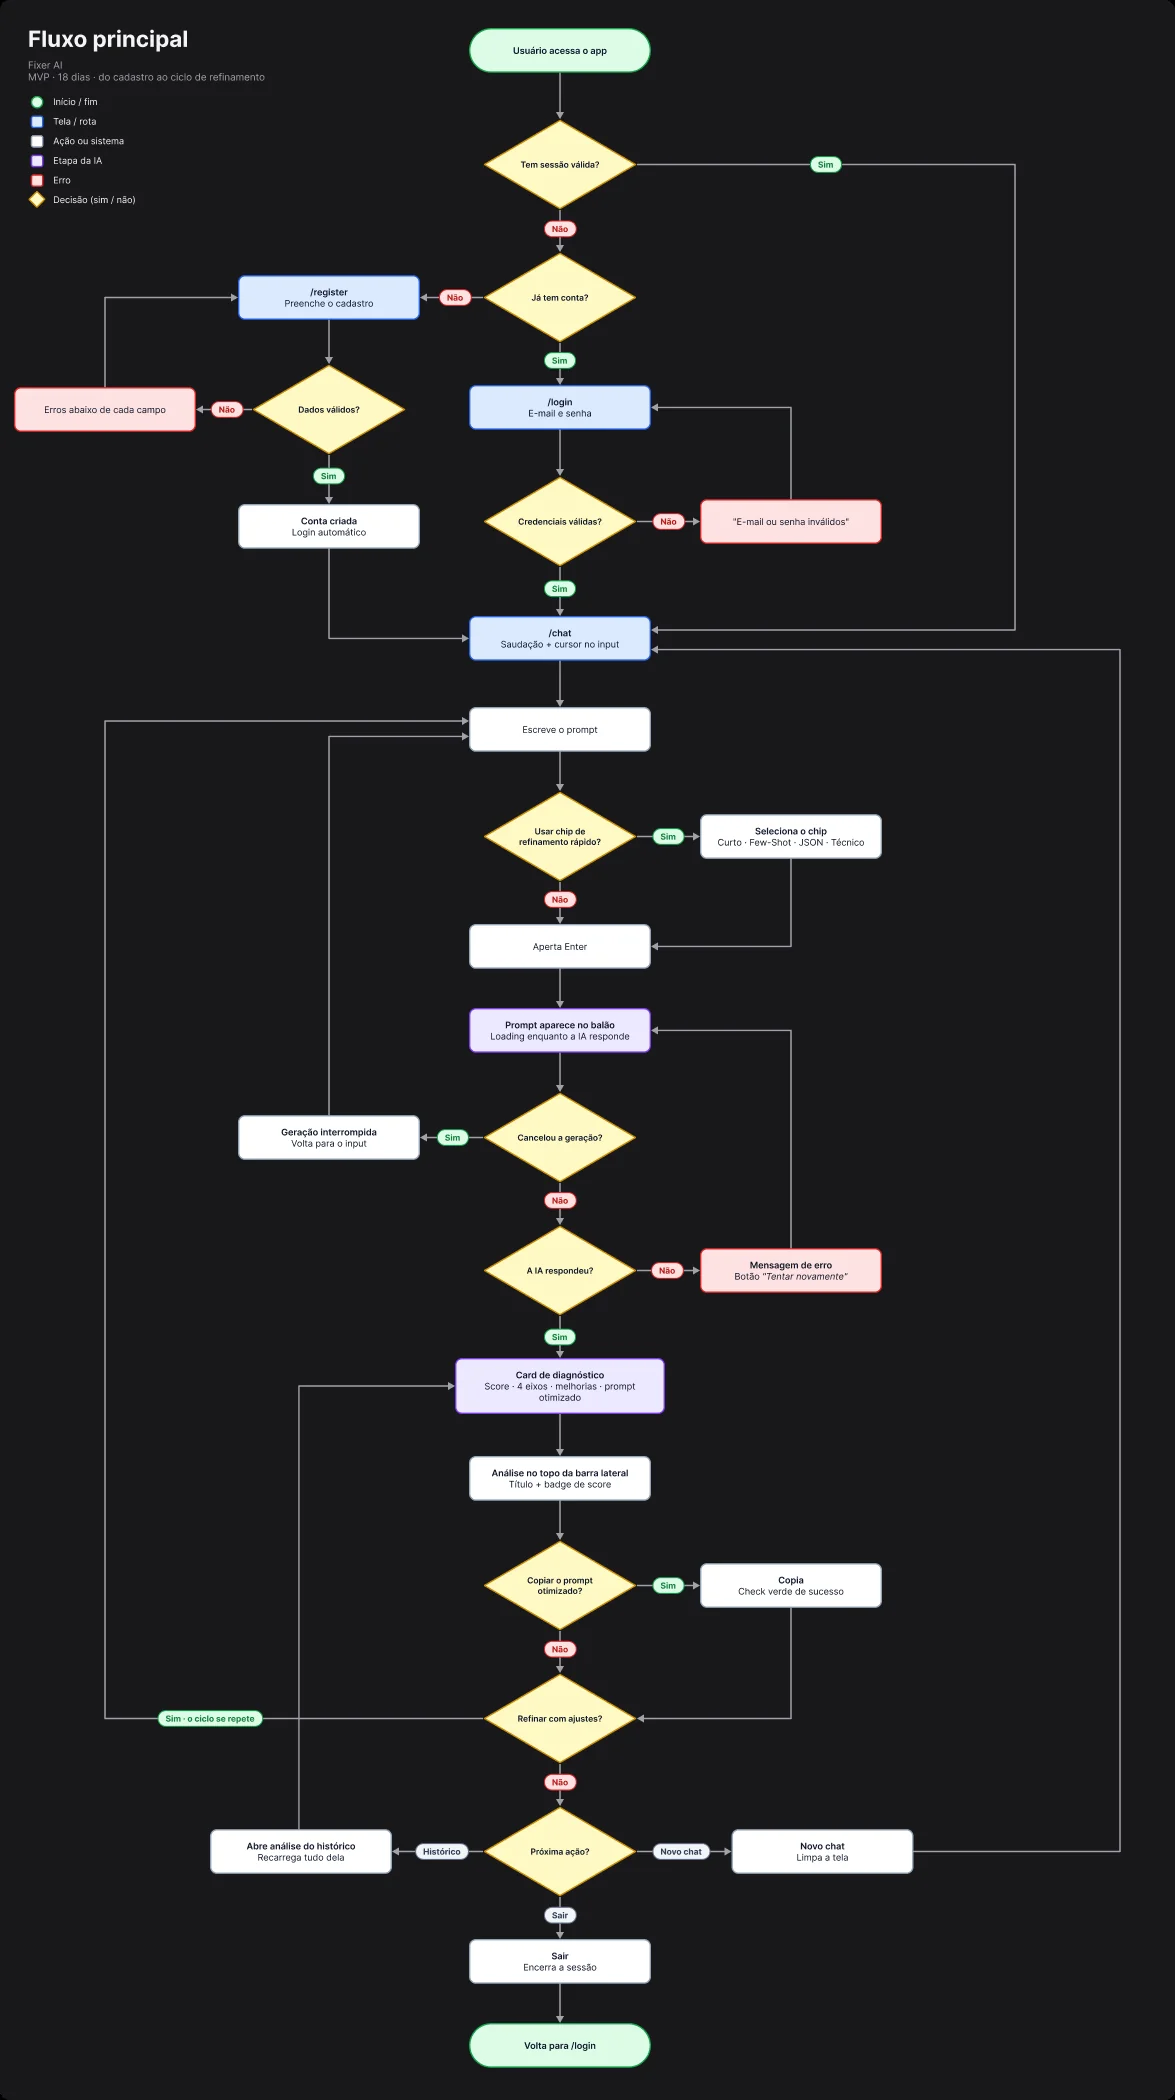 Fluxo principal
Fixer AI
MVP · 18 dias · do cadastro ao ciclo de refinamento
Início / fim
Tela / rota
Ação ou sistema
Etapa da IA
Erro
Decisão (sim / não)
Usuário acessa o app
Tem sessão válida?
Sim
Não
Já tem conta?
Não
/register
Preenche o cadastro
Sim
Dados válidos?
Não
Erros abaixo de cada campo
/login
E-mail e senha
Sim
Conta criada
Login automático
Credenciais válidas?
Não
"E-mail ou senha inválidos"
Sim
/chat
Saudação + cursor no input
Escreve o prompt
Usar chip de
refinamento rápido?
Sim
Seleciona o chip
Curto · Few-Shot · JSON · Técnico
Não
Aperta Enter
Prompt aparece no balão
Loading enquanto a IA responde
Cancelou a geração?
Sim
Geração interrompida
Volta para o input
Não
A IA respondeu?
Não
Mensagem de erro
Botão "Tentar novamente"
Sim
Card de diagnóstico
Score · 4 eixos · melhorias · prompt
otimizado
Análise no topo da barra lateral
Título + badge de score
Copiar o prompt
otimizado?
Sim
Copia
Check verde de sucesso
Não
Refinar com ajustes?
Sim · o ciclo se repete
Não
Próxima ação?
Histórico
Abre análise do histórico
Recarrega tudo dela
Novo chat
Novo chat
Limpa a tela
Sair
Sair
Encerra a sessão
Volta para /login